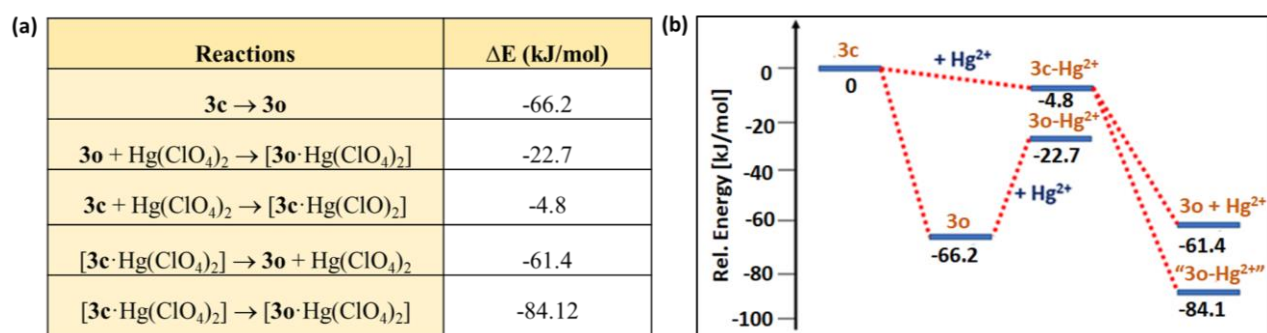 (a)
Reactions ΔE (kJ/mol)
3c → 3o -66.2
3o + Hg(ClO₄)₂ → [3o·Hg(ClO₄)₂] -22.7
3c + Hg(ClO₄)₂ → [3c·Hg(ClO)₂] -4.8
[3c·Hg(ClO₄)₂] → 3o + Hg(ClO₄)₂ -61.4
[3c·Hg(ClO₄)₂] → [3o·Hg(ClO₄)₂] -84.12
(b)
Rel. Energy [kJ/mol]
0
-20
-40
-60
-80
-100
3c
0
+ Hg²⁺
3c-Hg²⁺
-4.8
3o-Hg²⁺
-22.7
+ Hg²⁺
3o
-66.2
3o + Hg²⁺
-61.4
“3o-Hg²⁺”
-84.1